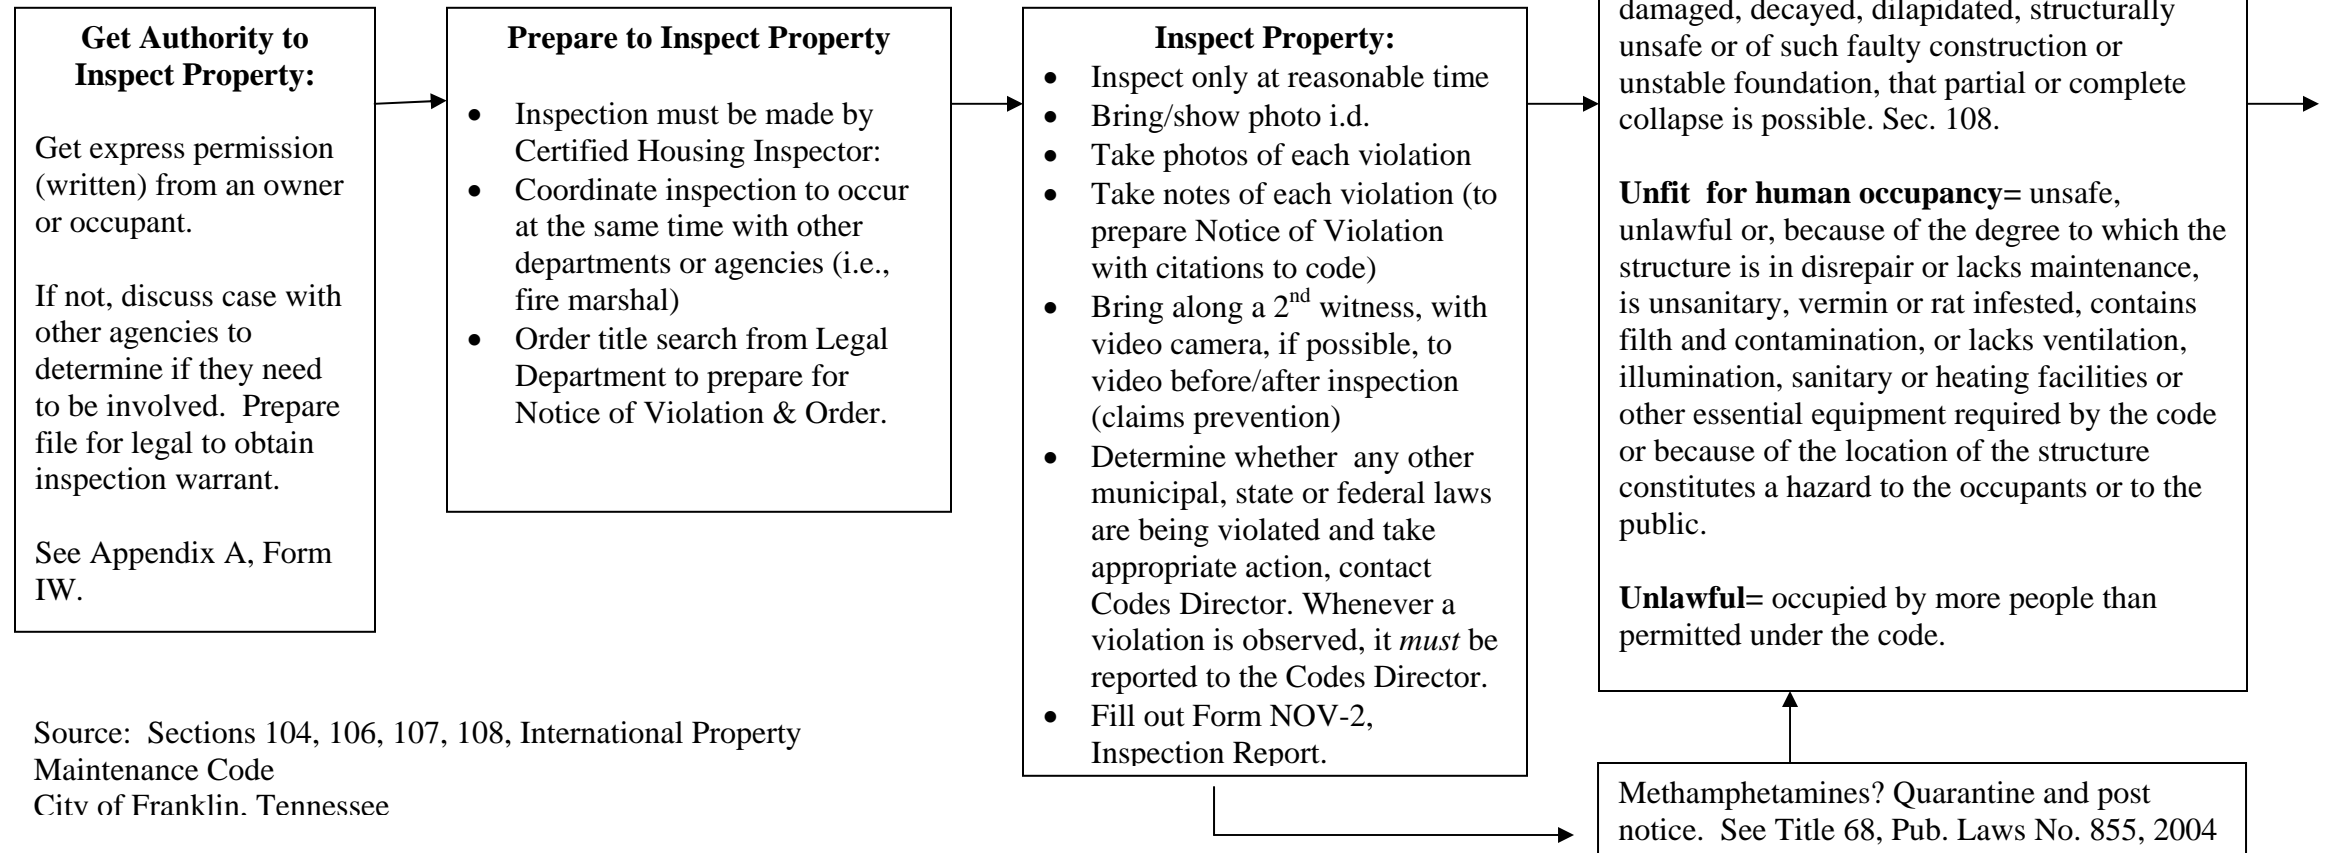 Get Authority to
Inspect Property:
Get express permission
(written) from an owner
or occupant.
If not, discuss case with
other agencies to
determine if they need
to be involved.  Prepare
file for legal to obtain
inspection warrant.
See Appendix A, Form
IW.
Prepare to Inspect Property
• Inspection must be made by
Certified Housing Inspector:
• Coordinate inspection to occur
at the same time with other
departments or agencies (i.e.,
fire marshal)
• Order title search from Legal
Department to prepare for
Notice of Violation & Order.
Inspect Property:
• Inspect only at reasonable time
• Bring/show photo i.d.
• Take photos of each violation
• Take notes of each violation (to
prepare Notice of Violation
with citations to code)
• Bring along a 2nd witness, with
video camera, if possible, to
video before/after inspection
(claims prevention)
• Determine whether  any other
municipal, state or federal laws
are being violated and take
appropriate action, contact
Codes Director. Whenever a
violation is observed, it must be
reported to the Codes Director.
• Fill out Form NOV-2,
Inspection Report.
damaged, decayed, dilapidated, structurally
unsafe or of such faulty construction or
unstable foundation, that partial or complete
collapse is possible. Sec. 108.
Unfit  for human occupancy= unsafe,
unlawful or, because of the degree to which the
structure is in disrepair or lacks maintenance,
is unsanitary, vermin or rat infested, contains
filth and contamination, or lacks ventilation,
illumination, sanitary or heating facilities or
other essential equipment required by the code
or because of the location of the structure
constitutes a hazard to the occupants or to the
public.
Unlawful= occupied by more people than
permitted under the code.
Methamphetamines? Quarantine and post
notice.  See Title 68, Pub. Laws No. 855, 2004
Source:  Sections 104, 106, 107, 108, International Property
Maintenance Code
City of Franklin, Tennessee